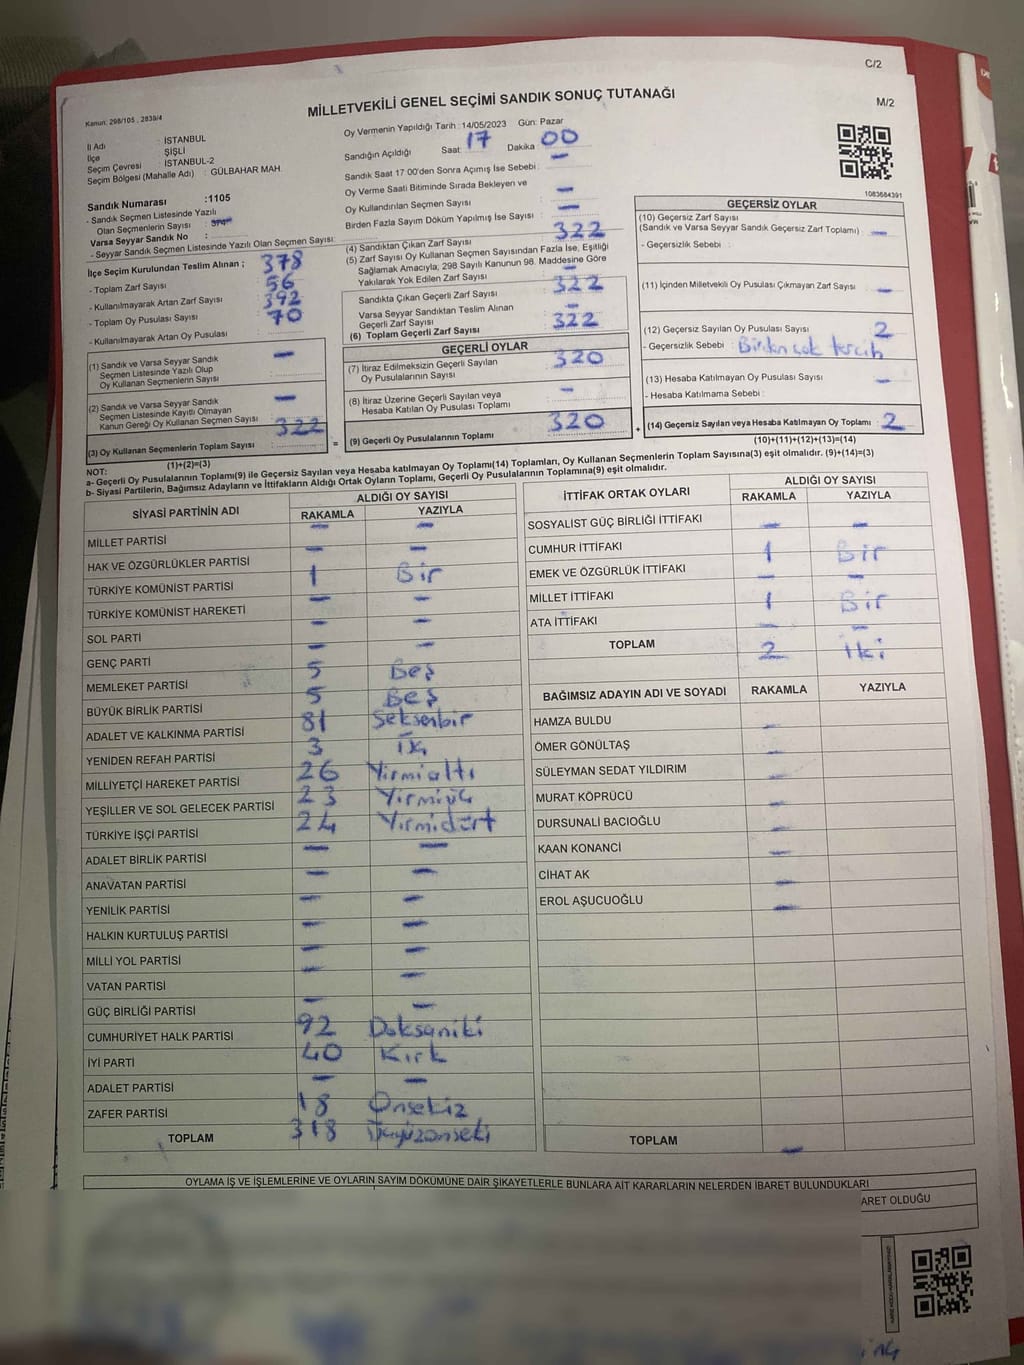 C/2
Kanun: 298/105 , 2839/4
MİLLETVEKİLİ GENEL SEÇİMİ SANDIK SONUÇ TUTANAĞI
M/2
İl Adı : İSTANBUL
İlçe : ŞİŞLİ
Seçim Çevresi : İSTANBUL-2
Seçim Bölgesi (Mahalle Adı) : GÜLBAHAR MAH.
Oy Vermenin Yapıldığı Tarih : 14/05/2023 Gün: Pazar
Sandığın Açıldığı Saat : 17 Dakika : 00
Sandık Saat 17 00'den Sonra Açımış İse Sebebi : -
Oy Verme Saati Bitiminde Sırada Bekleyen ve
Oy Kullandırılan Seçmen Sayısı : -
Birden Fazla Sayım Döküm Yapılmış İse Sayısı : -
1083684391
Sandık Numarası :1105
- Sandık Seçmen Listesinde Yazılı
Olan Seçmenlerin Sayısı :
Varsa Seyyar Sandık No :
- Seyyar Sandık Seçmen Listesinde Yazılı Olan Seçmen Sayısı:
İlçe Seçim Kurulundan Teslim Alınan ;
- Toplam Zarf Sayısı : 378
- Kullanılmayarak Artan Zarf Sayısı : 56
- Toplam Oy Pusulası Sayısı : 392
- Kullanılmayarak Artan Oy Pusulası : 70
(1) Sandık ve Varsa Seyyar Sandık
Seçmen Listesinde Yazılı Olup
Oy Kullanan Seçmenlerin Sayısı : -
(2) Sandık ve Varsa Seyyar Sandık
Seçmen Listesinde Kayıtlı Olmayan
Kanun Gereği Oy Kullanan Seçmen Sayısı : -
(3) Oy Kullanan Seçmenlerin Toplam Sayısı : 322
(1)+(2)=(3)
(4) Sandıktan Çıkan Zarf Sayısı : 322
(5) Zarf Sayısı Oy Kullanan Seçmen Sayısından Fazla İse, Eşitliği
Sağlamak Amacıyla, 298 Sayılı Kanunun 98. Maddesine Göre
Yakılarak Yok Edilen Zarf Sayısı : -
Sandıkta Çıkan Geçerli Zarf Sayısı : 322
Varsa Seyyar Sandıktan Teslim Alınan
Geçerli Zarf Sayısı : -
(6) Toplam Geçerli Zarf Sayısı : 322
GEÇERLİ OYLAR
(7) İtiraz Edilmeksizin Geçerli Sayılan
Oy Pusulalarının Sayısı : 320
(8) İtiraz Üzerine Geçerli Sayılan veya
Hesaba Katılan Oy Pusulası Toplamı : -
= (9) Geçerli Oy Pusulalarının Toplamı : 320
GEÇERSİZ OYLAR
(10) Geçersiz Zarf Sayısı
(Sandık ve Varsa Seyyar Sandık Geçersiz Zarf Toplamı) : -
- Geçersizlik Sebebi :
(11) İçinden Milletvekili Oy Pusulası Çıkmayan Zarf Sayısı : -
(12) Geçersiz Sayılan Oy Pusulası Sayısı : 2
- Geçersizlik Sebebi : Birden çok tercih
(13) Hesaba Katılmayan Oy Pusulası Sayısı : -
- Hesaba Katılmama Sebebi :
+ (14) Geçersiz Sayılan veya Hesaba Katılmayan Oy Toplamı : 2
(10)+(11)+(12)+(13)=(14)
NOT:
a- Geçerli Oy Pusulalarının Toplamı(9) ile Geçersiz Sayılan veya Hesaba katılmayan Oy Toplamı(14) Toplamları, Oy Kullanan Seçmenlerin Toplam Sayısına(3) eşit olmalıdır. (9)+(14)=(3)
b- Siyasi Partilerin, Bağımsız Adayların ve İttifakların Aldığı Ortak Oyların Toplamı, Geçerli Oy Pusulalarının Toplamına(9) eşit olmalıdır.
SİYASİ PARTİNİN ADI ALDIĞI OY SAYISI
RAKAMLA YAZIYLA
MİLLET PARTİSİ - -
HAK VE ÖZGÜRLÜKLER PARTİSİ - -
TÜRKİYE KOMÜNİST PARTİSİ 1 Bir
TÜRKİYE KOMÜNİST HAREKETİ - -
SOL PARTİ - -
GENÇ PARTİ - -
MEMLEKET PARTİSİ 5 Beş
BÜYÜK BİRLİK PARTİSİ 5 Beş
ADALET VE KALKINMA PARTİSİ 81 Seksenbir
YENİDEN REFAH PARTİSİ 3
MİLLİYETÇİ HAREKET PARTİSİ 26 Yirmialtı
YEŞİLLER VE SOL GELECEK PARTİSİ 23 Yirmiüç
TÜRKİYE İŞÇİ PARTİSİ 24 Yirmidört
ADALET BİRLİK PARTİSİ - -
ANAVATAN PARTİSİ - -
YENİLİK PARTİSİ - -
HALKIN KURTULUŞ PARTİSİ - -
MİLLİ YOL PARTİSİ - -
VATAN PARTİSİ - -
GÜÇ BİRLİĞİ PARTİSİ - -
CUMHURİYET HALK PARTİSİ 92 Doksaniki
İYİ PARTİ 40 Kırk
ADALET PARTİSİ - -
ZAFER PARTİSİ 18 Onsekiz
TOPLAM 318
İTTİFAK ORTAK OYLARI ALDIĞI OY SAYISI
RAKAMLA YAZIYLA
SOSYALİST GÜÇ BİRLİĞİ İTTİFAKI - -
CUMHUR İTTİFAKI 1 Bir
EMEK VE ÖZGÜRLÜK İTTİFAKI - -
MİLLET İTTİFAKI 1 Bir
ATA İTTİFAKI - -
TOPLAM 2 İki
BAĞIMSIZ ADAYIN ADI VE SOYADI RAKAMLA YAZIYLA
HAMZA BULDU -
ÖMER GÖNÜLTAŞ -
SÜLEYMAN SEDAT YILDIRIM -
MURAT KÖPRÜCÜ -
DURSUNALİ BACIOĞLU -
KAAN KONANCİ -
CİHAT AK -
EROL AŞUCUOĞLU -
TOPLAM -
OYLAMA İŞ VE İŞLEMLERİNE VE OYLARIN SAYIM DÖKÜMÜNE DAİR ŞİKAYETLERLE BUNLARA AİT KARARLARIN NELERDEN İBARET BULUNDUKLARI
ARET OLDUĞU